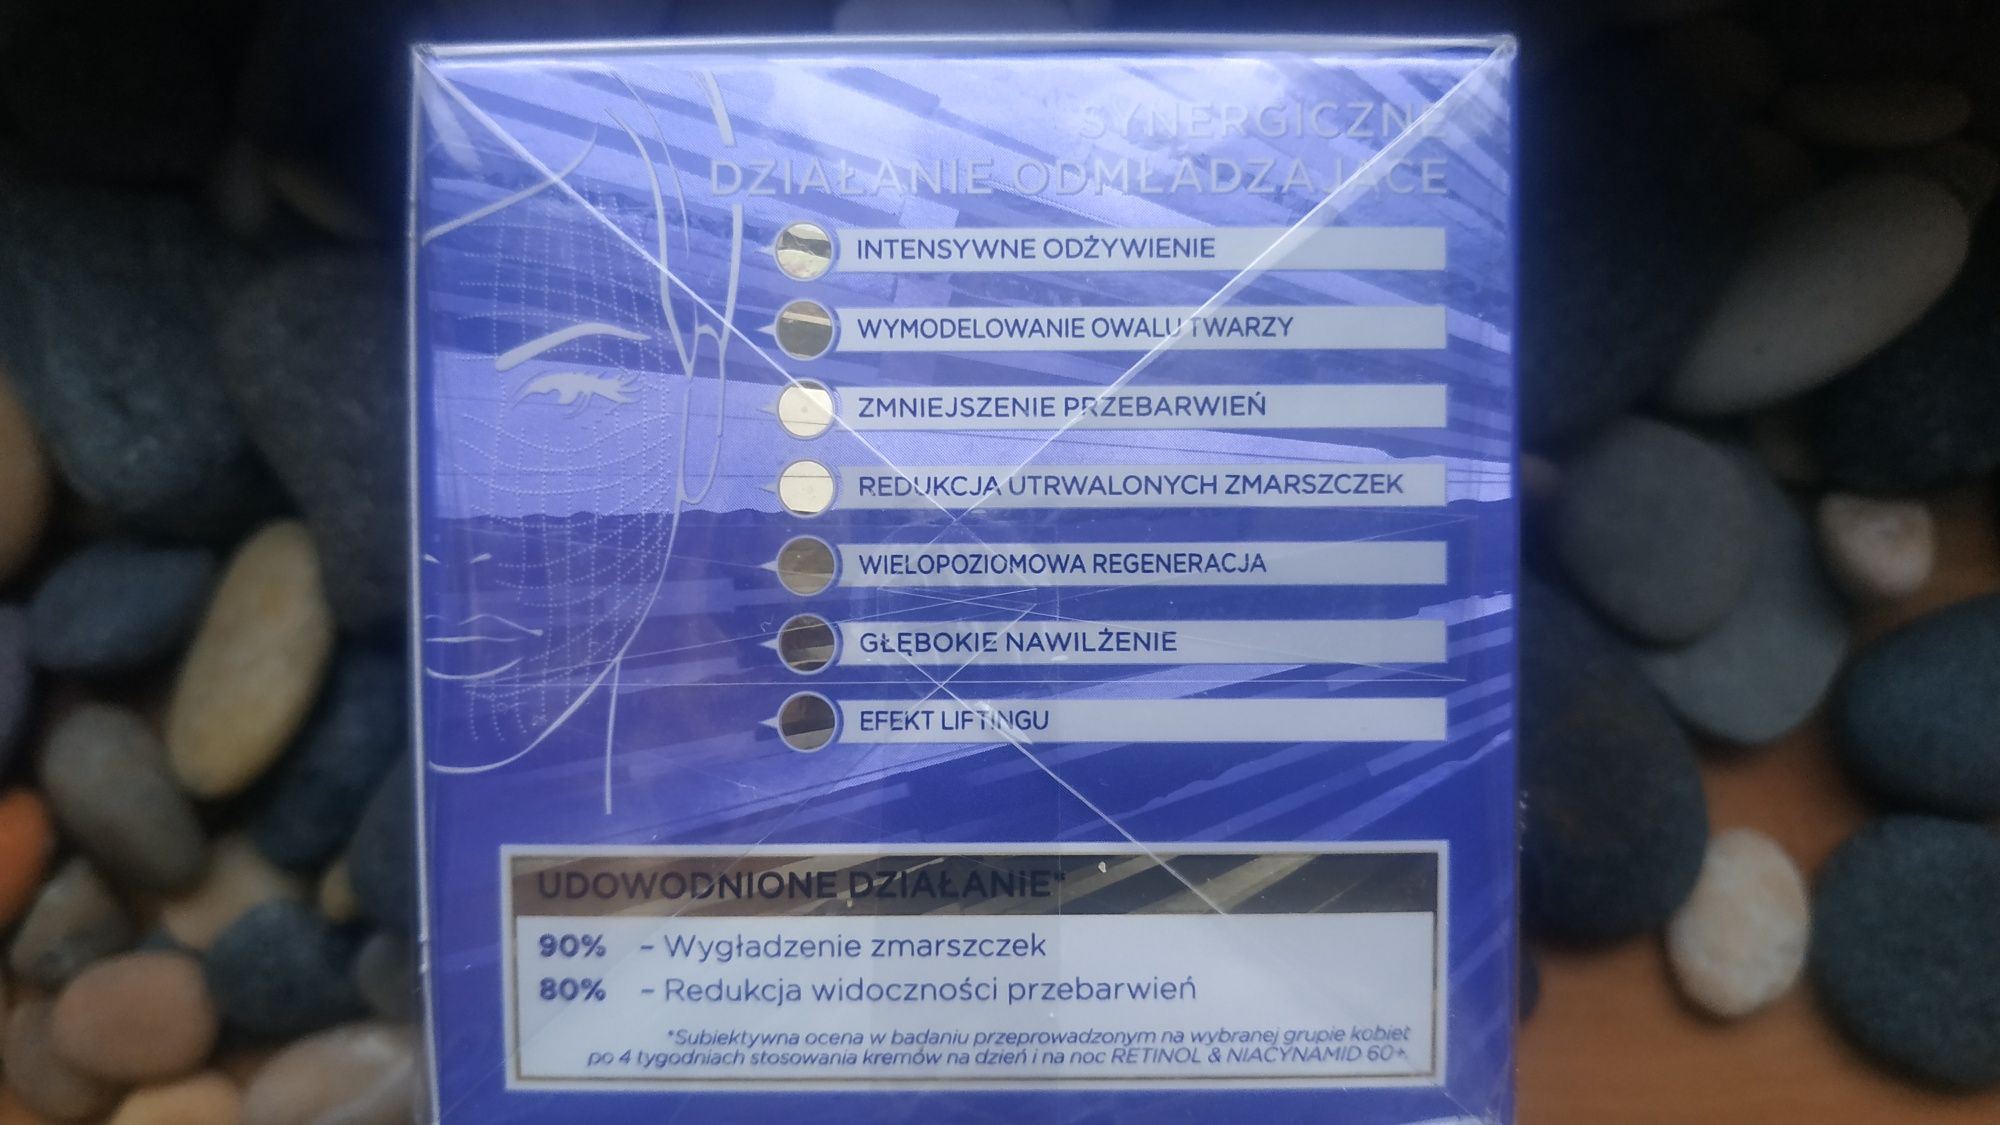 SYNERGICZNE
DZIAŁANIE ODMŁADZAJĄCE
INTENSYWNE ODŻYWIENIE
WYMODELOWANIE OWALU TWARZY
ZMNIEJSZENIE PRZEBARWIEŃ
REDUKCJA UTRWALONYCH ZMARSZCZEK
WIELOPOZIOMOWA REGENERACJA
GŁĘBOKIE NAWILŻENIE
EFEKT LIFTINGU
UDOWODNIONE DZIAŁANIE*
90% – Wygładzenie zmarszczek
80% – Redukcja widoczności przebarwień
*Subiektywna ocena w badaniu przeprowadzonym na wybranej grupie kobiet
po 4 tygodniach stosowania kremów na dzień i na noc RETINOL & NIACYNAMID 60+.